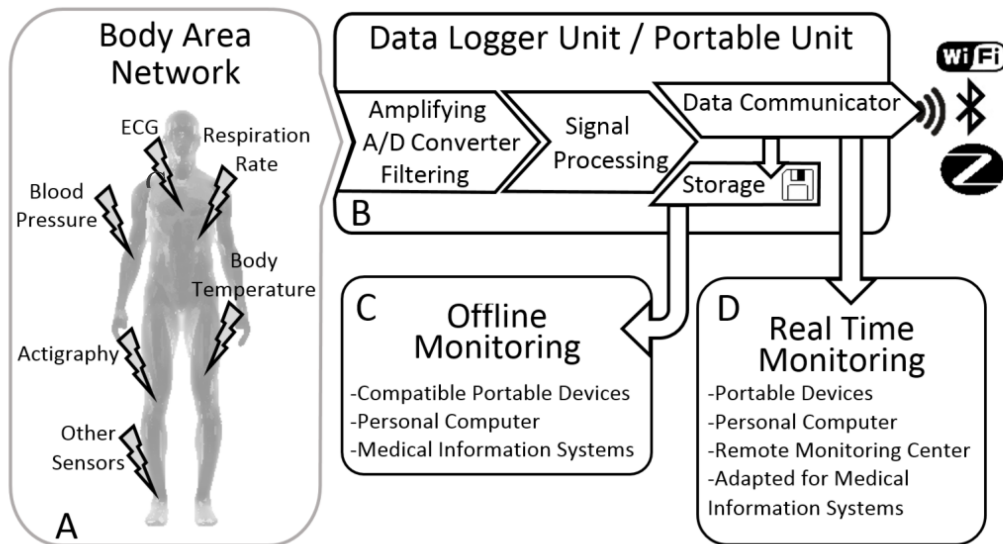 Body Area
Network
ECG
Respiration
Rate
Blood
Pressure
Body
Temperature
Actigraphy
Other
Sensors
A
Data Logger Unit / Portable Unit
Amplifying
A/D Converter
Filtering
Signal
Processing
Data Communicator
Storage
B
WiFi
C
Offline
Monitoring
-Compatible Portable Devices
-Personal Computer
-Medical Information Systems
D
Real Time
Monitoring
-Portable Devices
-Personal Computer
-Remote Monitoring Center
-Adapted for Medical
Information Systems